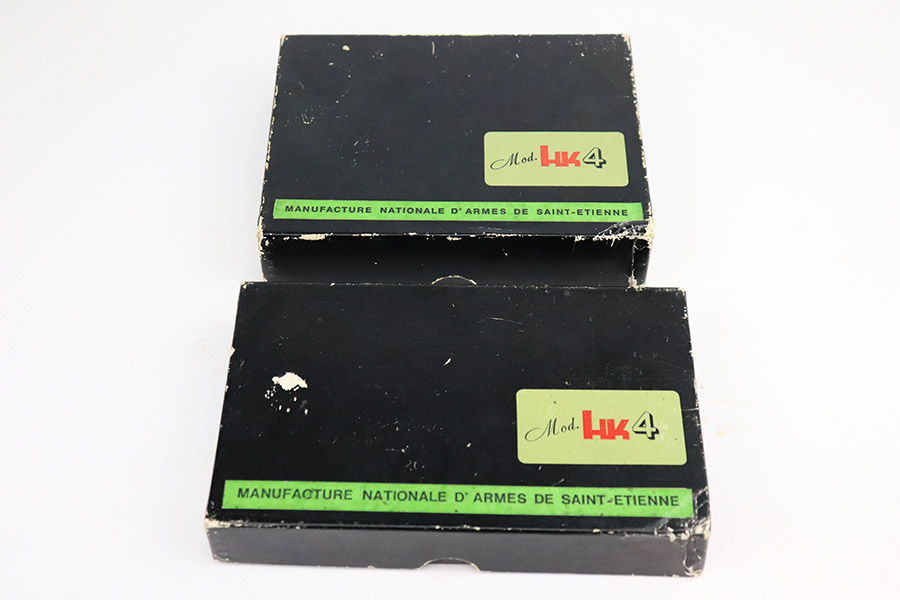 Mod. HK4
MANUFACTURE NATIONALE D'ARMES DE SAINT-ETIENNE
Mod. HK4
MANUFACTURE NATIONALE D'ARMES DE SAINT-ETIENNE